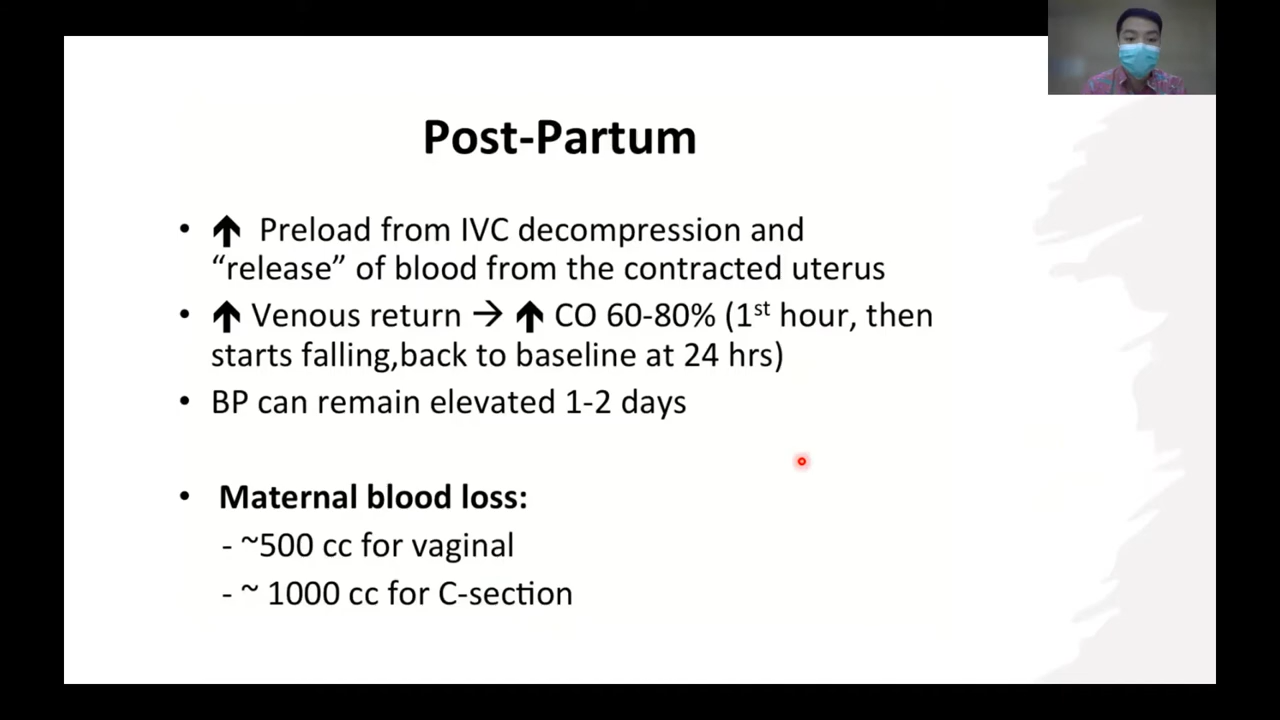 Post-Partum
• ⬆ Preload from IVC decompression and
“release” of blood from the contracted uterus
• ⬆ Venous return → ⬆ CO 60-80% (1st hour, then
starts falling,back to baseline at 24 hrs)
• BP can remain elevated 1-2 days
• Maternal blood loss:
- ~500 cc for vaginal
- ~ 1000 cc for C-section